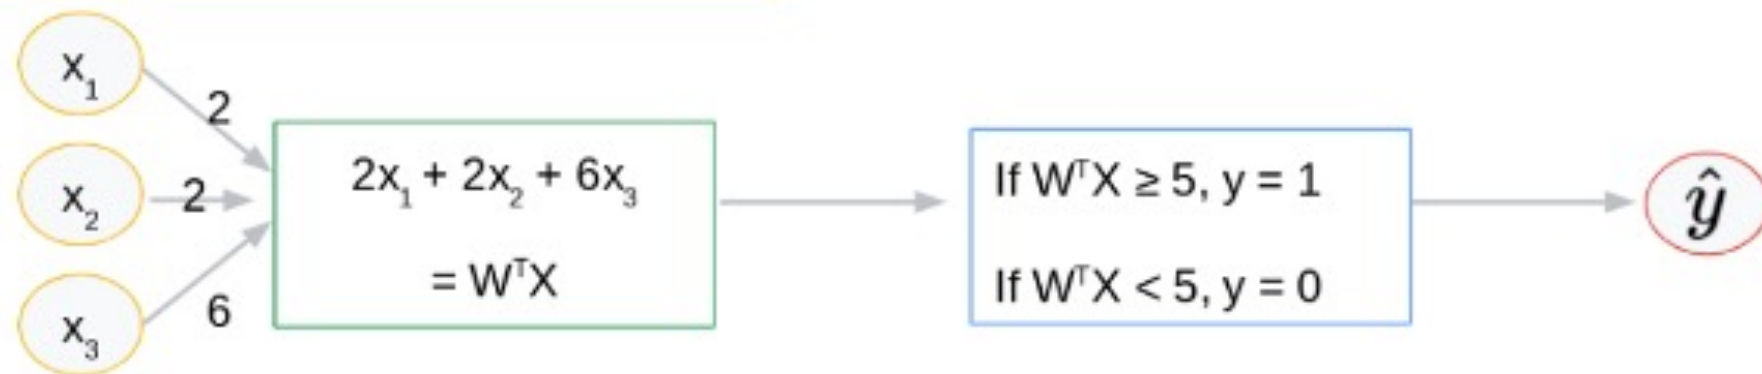 x₁
2
x₂
2
x₃
6
2x₁ + 2x₂ + 6x₃
= WᵀX
If WᵀX ≥ 5, y = 1
If WᵀX < 5, y = 0
ŷ